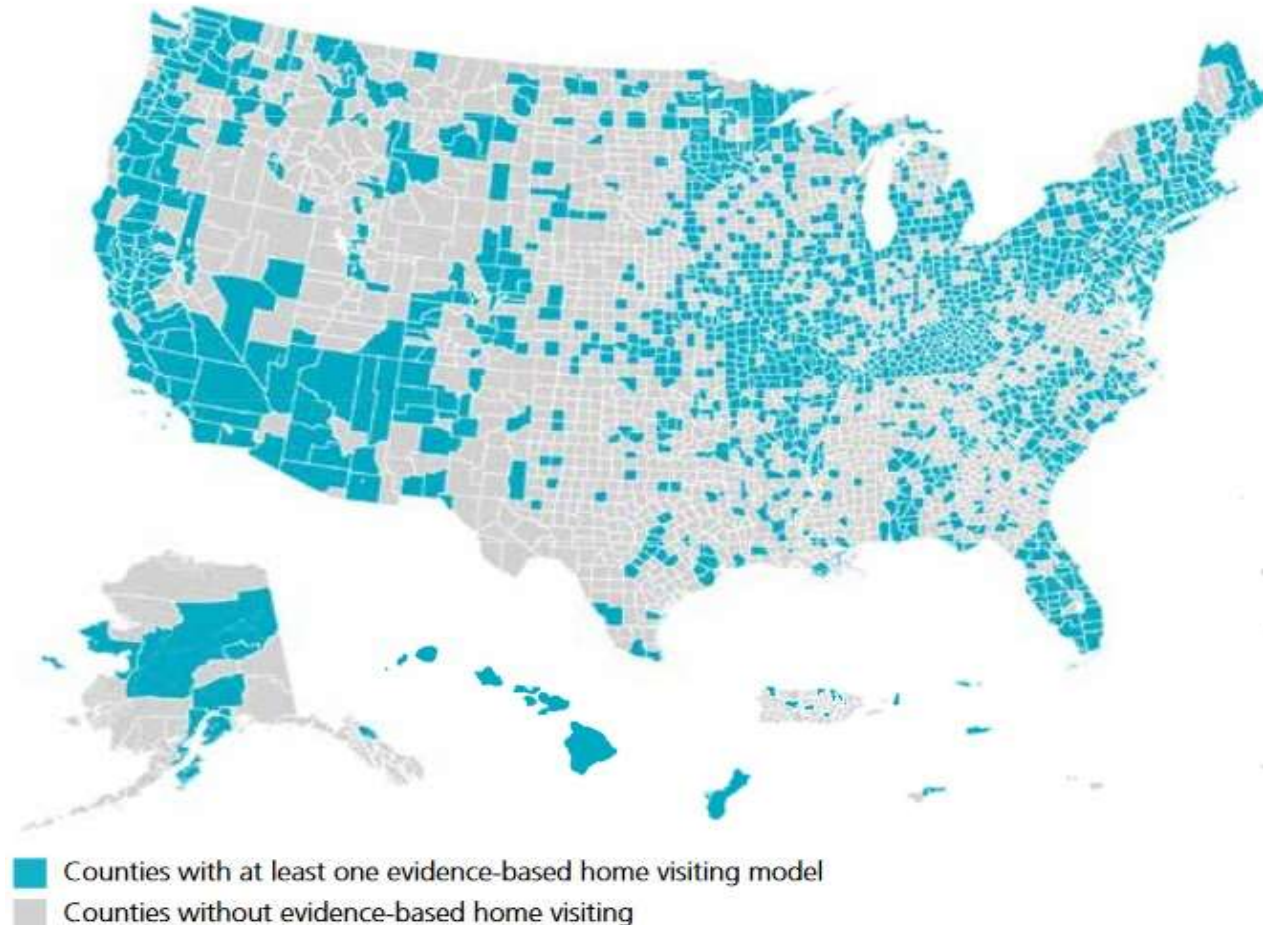 Counties with at least one evidence-based home visiting model
Counties without evidence-based home visiting